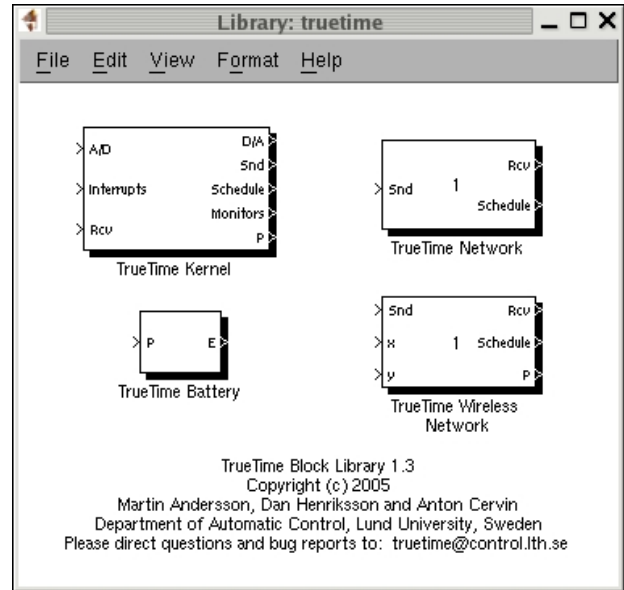 Library: truetime
File Edit View Format Help
A/D
Interrupts
Rcv
D/A
Snd
Schedule
Monitors
P
TrueTime Kernel
Snd
1
Rcv
Schedule
TrueTime Network
P
E
TrueTime Battery
Snd
x
y
1
Rcv
Schedule
P
TrueTime Wireless
Network
TrueTime Block Library 1.3
Copyright (c) 2005
Martin Andersson, Dan Henriksson and Anton Cervin
Department of Automatic Control, Lund University, Sweden
Please direct questions and bug reports to: truetime@control.lth.se